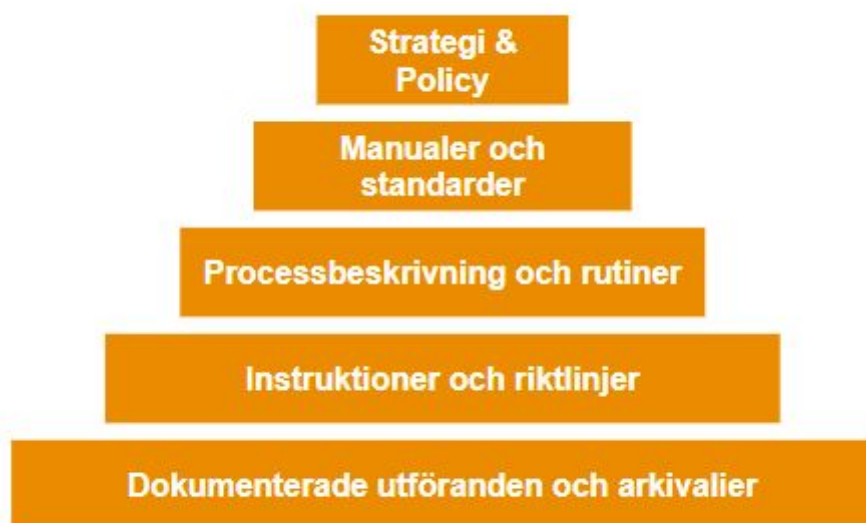 Strategi &
Policy
Manualer och
standarder
Processbeskrivning och rutiner
Instruktioner och riktlinjer
Dokumenterade utföranden och arkivalier